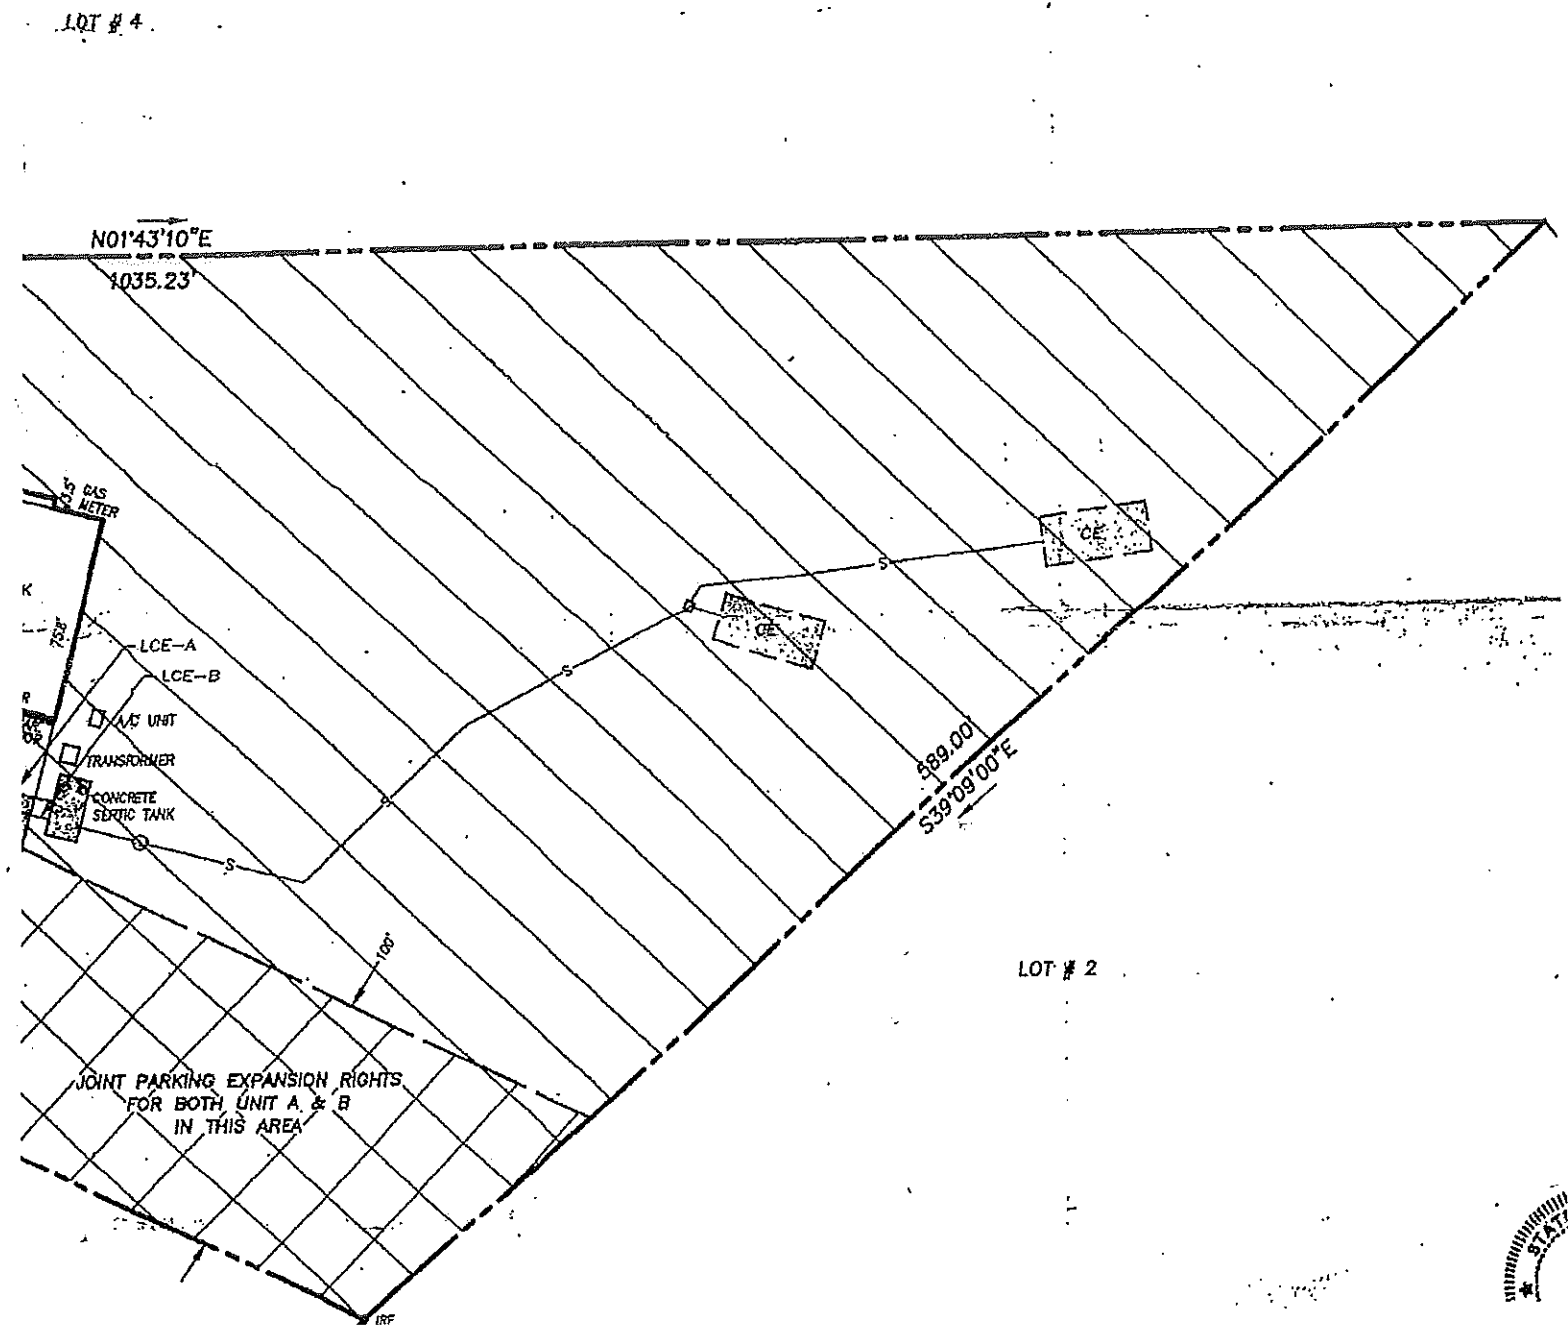 LOT # 4
N01°43'10"E
1035.23'
3.5'
GAS
METER
K
75.8'
LCE-A
LCE-B
R
A/C UNIT
TRANSFORMER
CONCRETE
SEPTIC TANK
S
S
S
S
CE
CE
589.00'
S39°09'00"E
100'
LOT # 2
JOINT PARKING EXPANSION RIGHTS
FOR BOTH UNIT A & B
IN THIS AREA
IRF